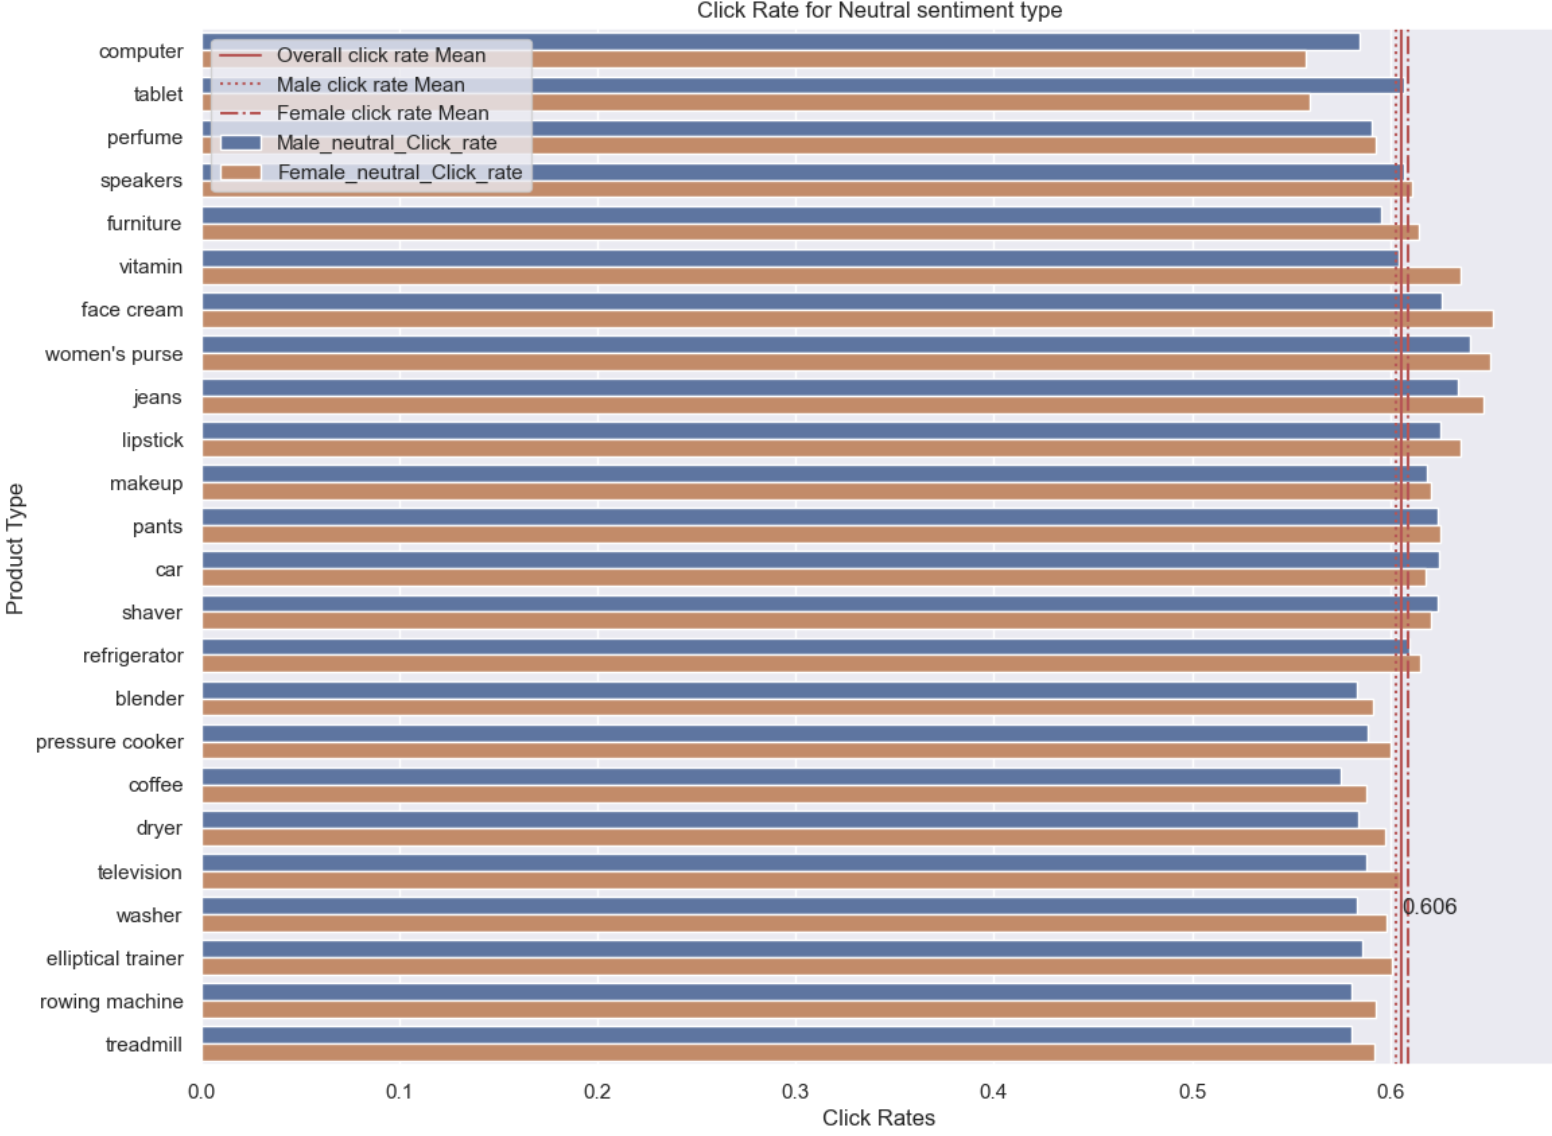 Click Rate for Neutral sentiment type
Overall click rate Mean
Male click rate Mean
Female click rate Mean
Male_neutral_Click_rate
Female_neutral_Click_rate
Product Type
computer
tablet
perfume
speakers
furniture
vitamin
face cream
women's purse
jeans
lipstick
makeup
pants
car
shaver
refrigerator
blender
pressure cooker
coffee
dryer
television
washer
0.606
elliptical trainer
rowing machine
treadmill
0.0 0.1 0.2 0.3 0.4 0.5 0.6
Click Rates